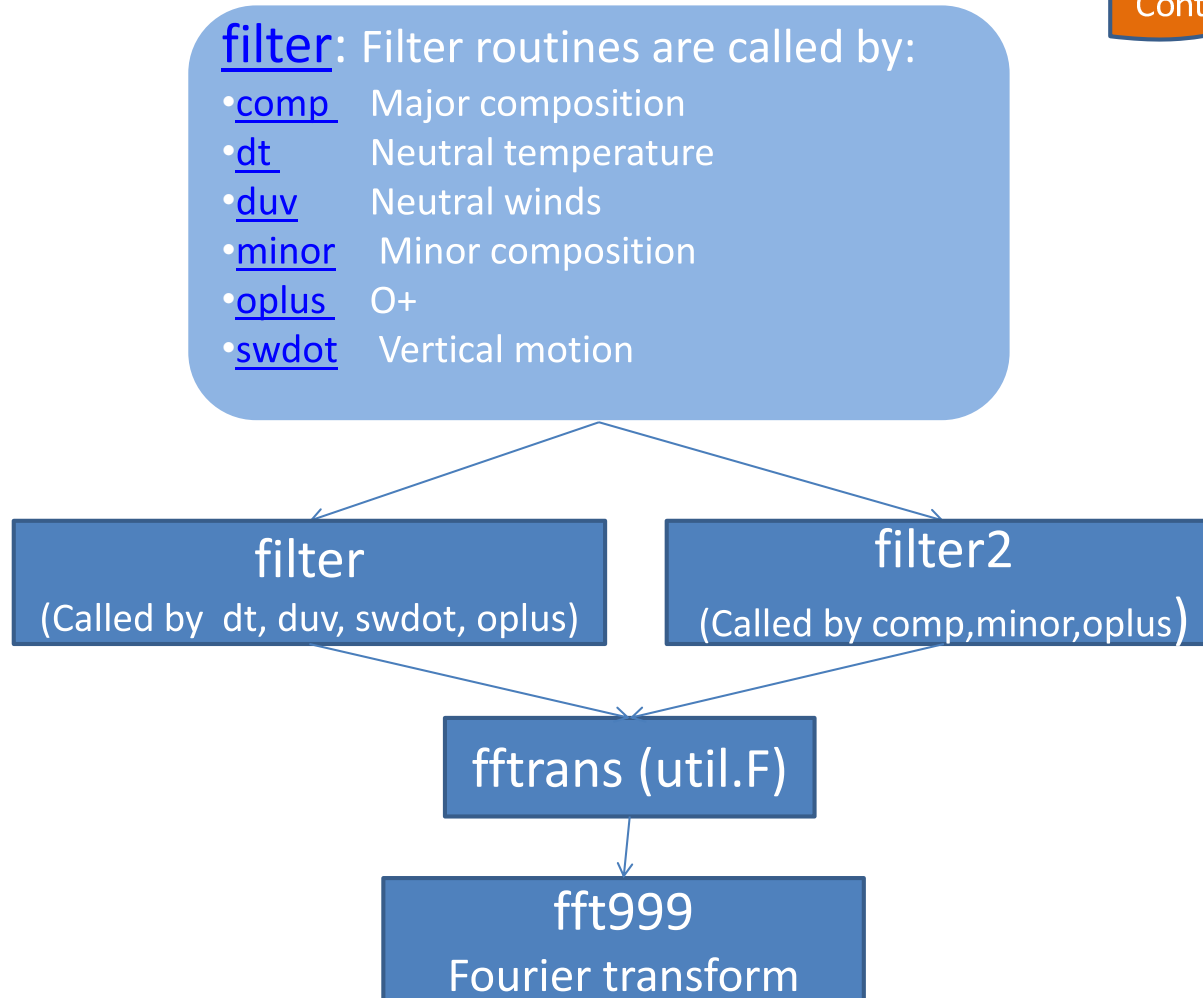 Cont
filter: Filter routines are called by:
•comp Major composition
•dt Neutral temperature
•duv Neutral winds
•minor Minor composition
•oplus O+
•swdot Vertical motion
filter
(Called by dt, duv, swdot, oplus)
filter2
(Called by comp,minor,oplus)
fftrans (util.F)
fft999
Fourier transform